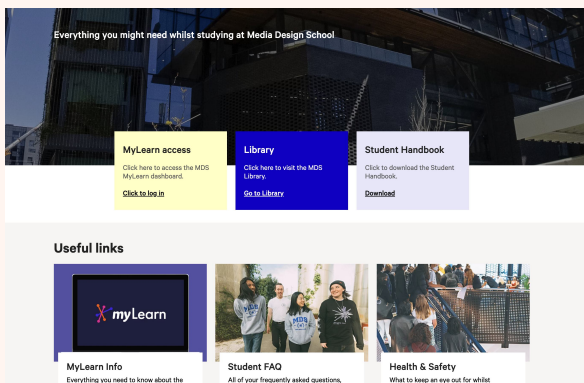 Everything you might need whilst studying at Media Design School
MyLearn access
Click here to access the MDS
MyLearn dashboard.
Click to log in
Library
Click here to visit the MDS
Library.
Go to Library
Student Handbook
Click to download the Student
Handbook.
Download
Useful links
myLearn
MDS
MDS
MyLearn Info
Everything you need to know about the
Student FAQ
All of your frequently asked questions,
Health & Safety
What to keep an eye out for whilst